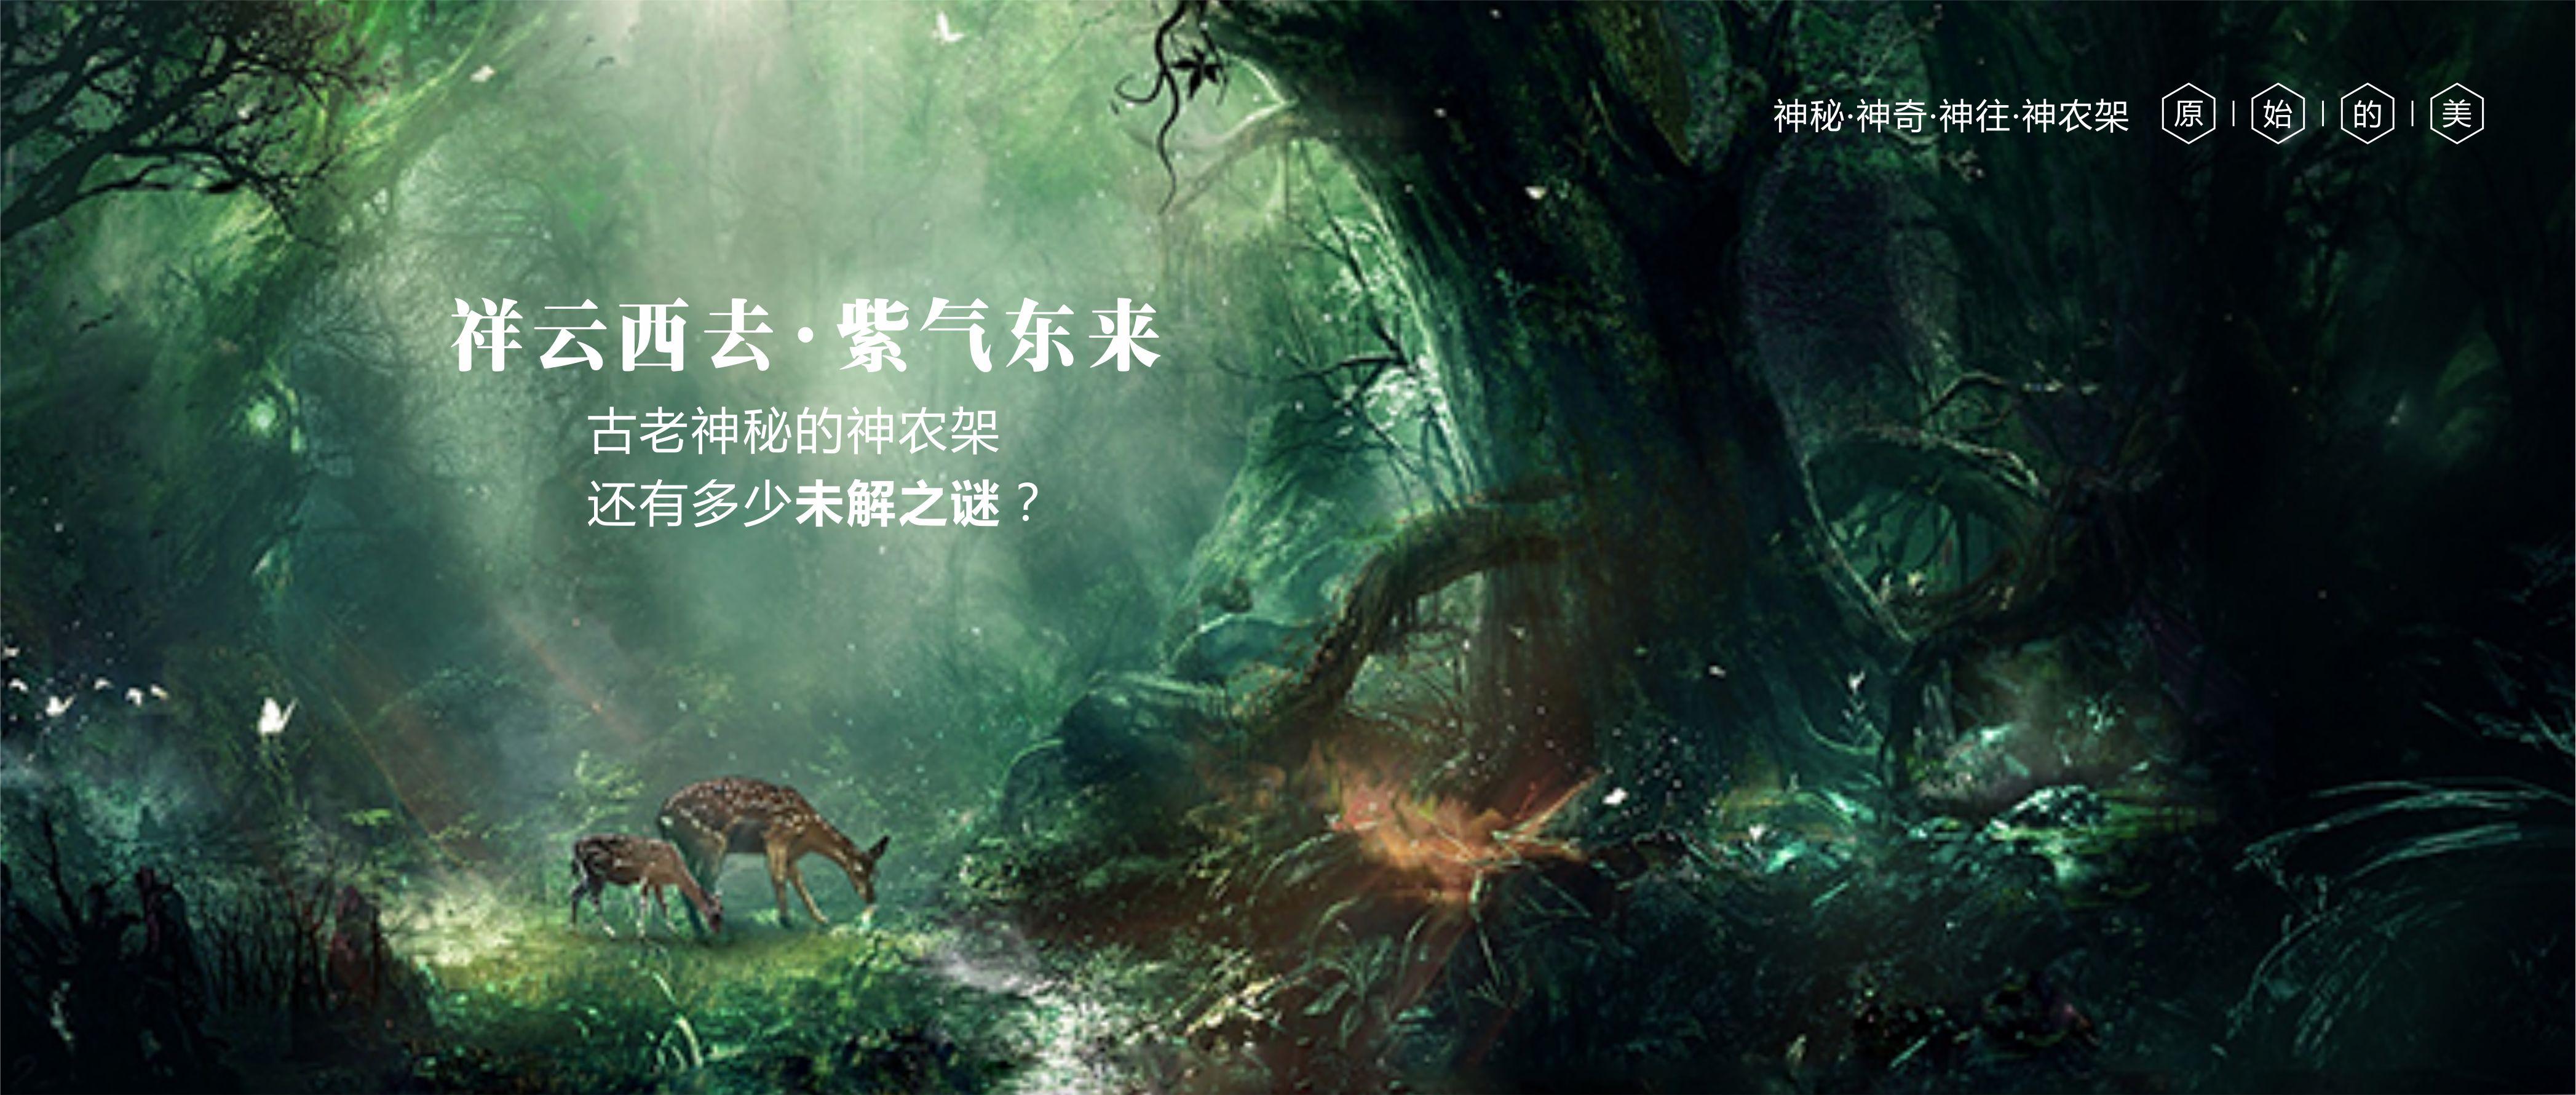 神秘·神奇·神往·神农架 原|始|的|美
祥云西去·紫气东来
古老神秘的神农架
还有多少未解之谜？